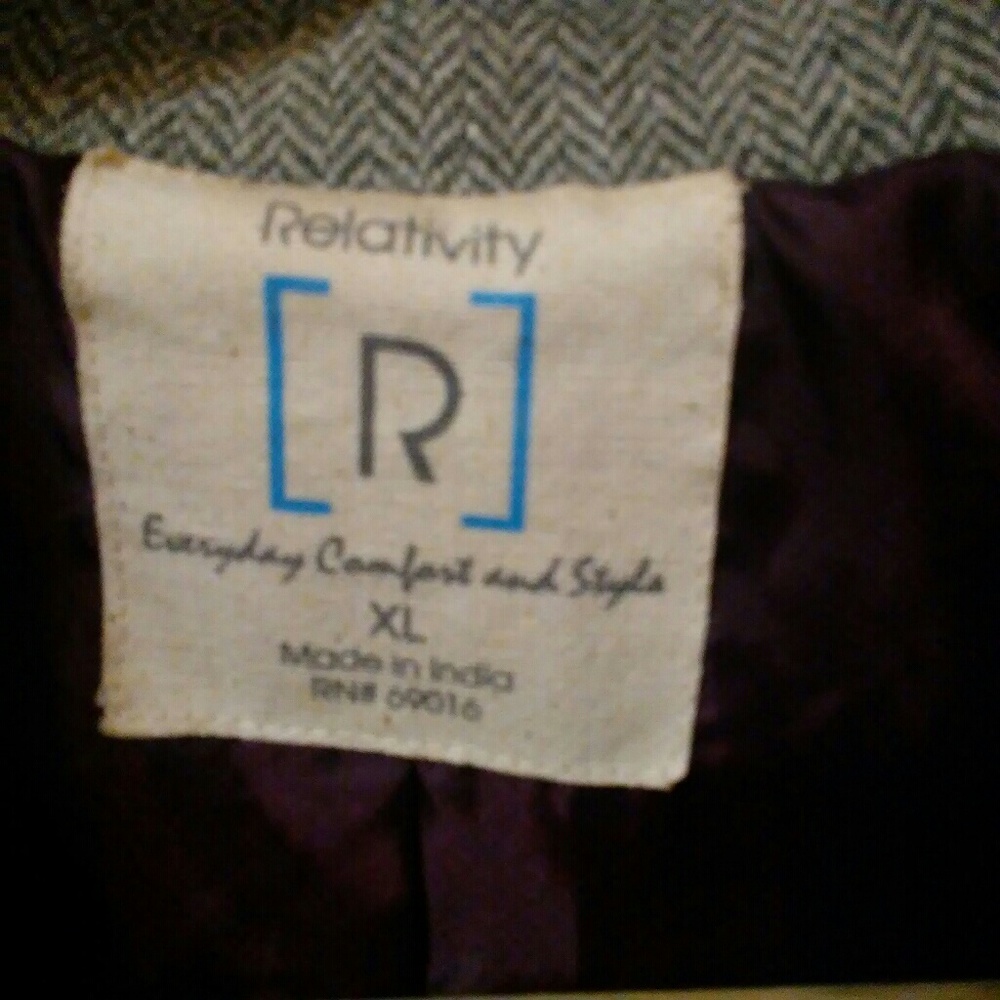 Relativity
[R]
Everyday Comfort and Style
XL
Made in India
RN# 69016